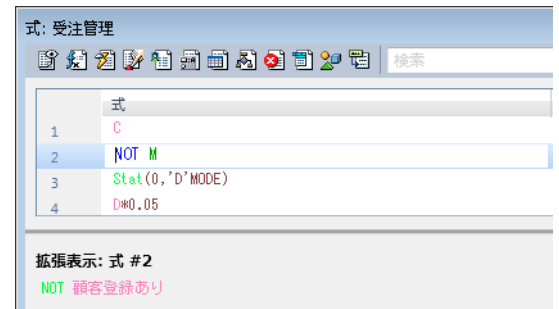 式: 受注管理
検索
式
1 C
2 NOT M
3 Stat(0,'D'MODE)
4 D*0.05
拡張表示: 式 #2
NOT 顧客登録あり